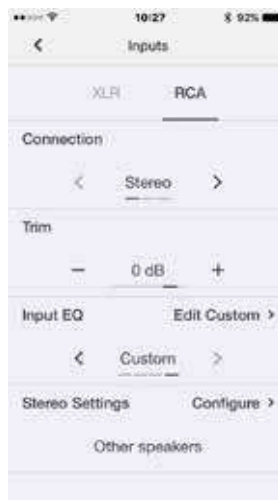 10:27 92%
Inputs
XLR RCA
Connection
< Stereo >
Trim
− 0 dB +
Input EQ Edit Custom >
< Custom >
Stereo Settings Configure >
Other speakers